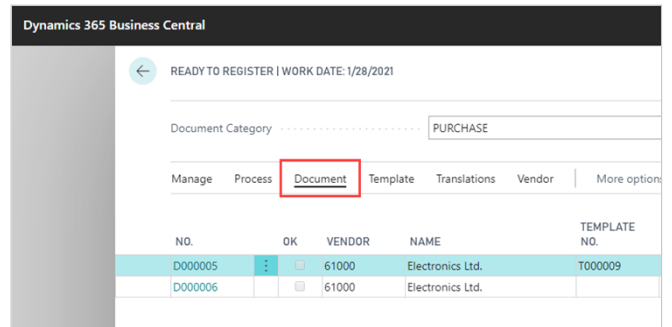 Dynamics 365 Business Central
READY TO REGISTER | WORK DATE: 1/28/2021
Document Category PURCHASE
Manage Process Document Template Translations Vendor More options
NO. OK VENDOR NAME TEMPLATE NO.
D000005 61000 Electronics Ltd. T000009
D000006 61000 Electronics Ltd.